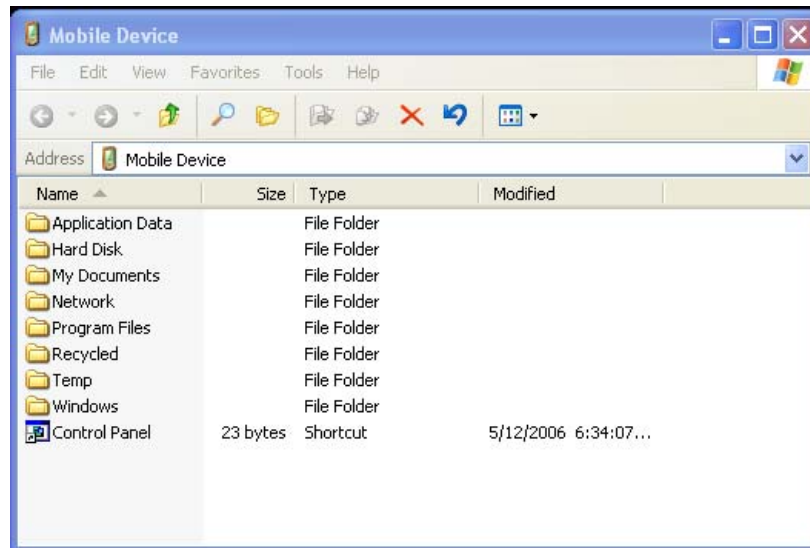 Mobile Device
File Edit View Favorites Tools Help
Address Mobile Device
Name Size Type Modified
Application Data File Folder
Hard Disk File Folder
My Documents File Folder
Network File Folder
Program Files File Folder
Recycled File Folder
Temp File Folder
Windows File Folder
Control Panel 23 bytes Shortcut 5/12/2006 6:34:07...